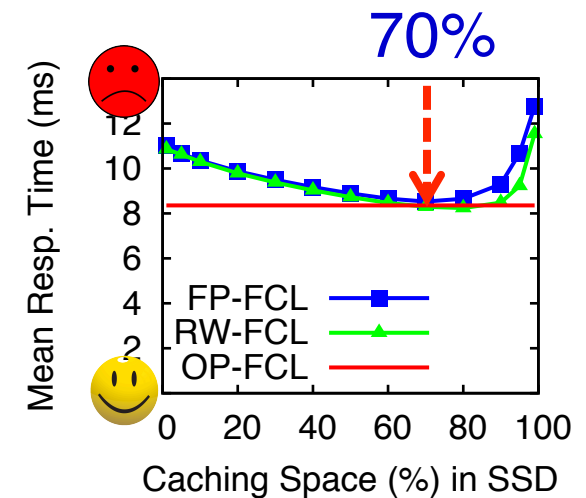 70%
Mean Resp. Time (ms)
12
10
8
6
4
2
FP-FCL
RW-FCL
OP-FCL
0 20 40 60 80 100
Caching Space (%) in SSD